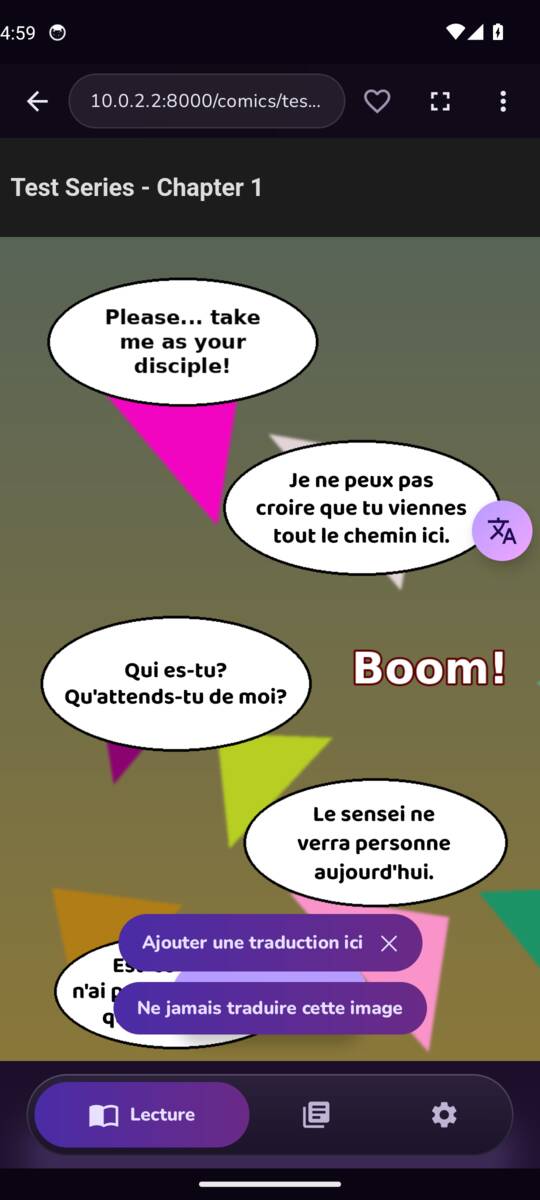 4:59
10.0.2.2:8000/comics/tes...
Test Series - Chapter 1
Please... take
me as your
disciple!
Je ne peux pas
croire que tu viennes
tout le chemin ici.
Qui es-tu?
Qu'attends-tu de moi?
Boom!
Le sensei ne
verra personne
aujourd'hui.
n'ai
Ajouter une traduction ici
Ne jamais traduire cette image
Lecture